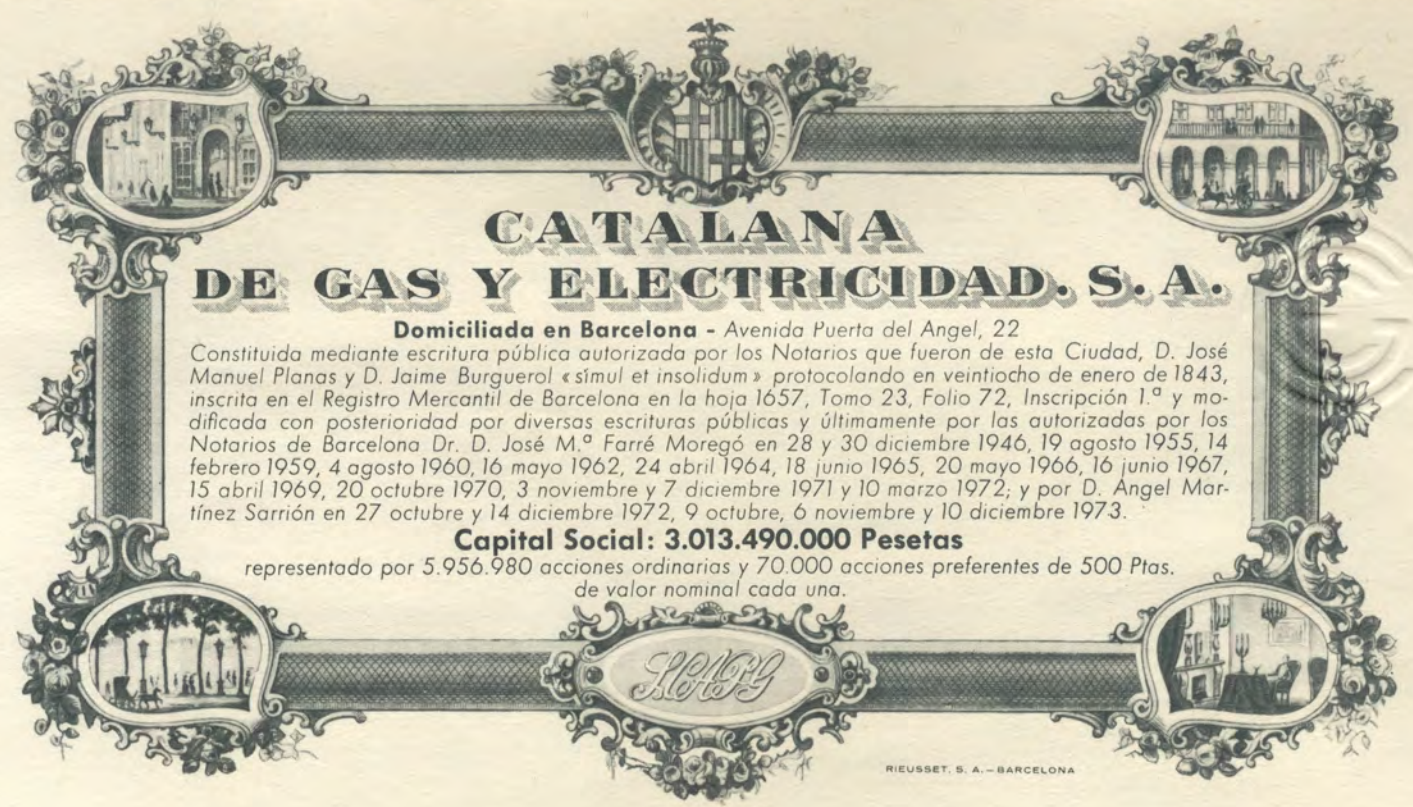 CATALANA
DE GAS Y ELECTRICIDAD. S. A.
Domiciliada en Barcelona - Avenida Puerta del Angel, 22
Constituida mediante escritura pública autorizada por los Notarios que fueron de esta Ciudad, D. José
Manuel Planas y D. Jaime Burguerol «símul et insolidum» protocolando en veintiocho de enero de 1843,
inscrita en el Registro Mercantil de Barcelona en la hoja 1657, Tomo 23, Folio 72, Inscripción 1.ª y mo-
dificada con posterioridad por diversas escrituras públicas y últimamente por las autorizadas por los
Notarios de Barcelona Dr. D. José M.ª Farré Moregó en 28 y 30 diciembre 1946, 19 agosto 1955, 14
febrero 1959, 4 agosto 1960, 16 mayo 1962, 24 abril 1964, 18 junio 1965, 20 mayo 1966, 16 junio 1967,
15 abril 1969, 20 octubre 1970, 3 noviembre y 7 diciembre 1971 y 10 marzo 1972; y por D. Angel Mar-
tínez Sarrión en 27 octubre y 14 diciembre 1972, 9 octubre, 6 noviembre y 10 diciembre 1973.
Capital Social: 3.013.490.000 Pesetas
representado por 5.956.980 acciones ordinarias y 70.000 acciones preferentes de 500 Ptas.
de valor nominal cada una.
RIEUSSET, S. A. – BARCELONA